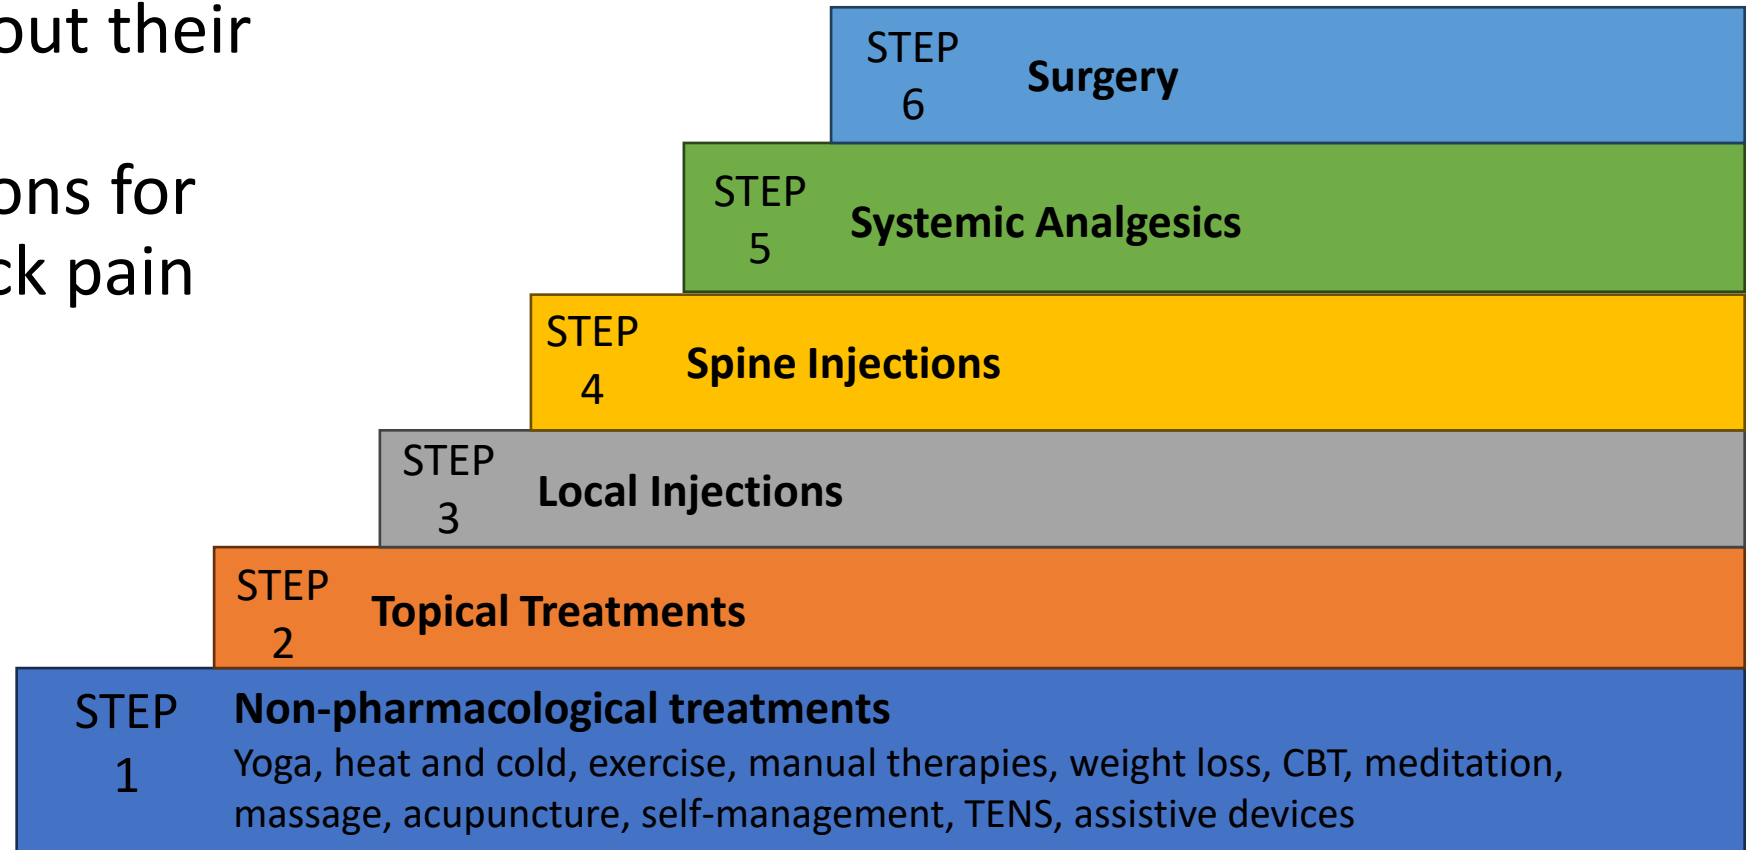 out their
ons for
ck pain
STEP
6
Surgery
STEP
5
Systemic Analgesics
STEP
4
Spine Injections
STEP
3
Local Injections
STEP
2
Topical Treatments
STEP
1
Non-pharmacological treatments
Yoga, heat and cold, exercise, manual therapies, weight loss, CBT, meditation,
massage, acupuncture, self-management, TENS, assistive devices